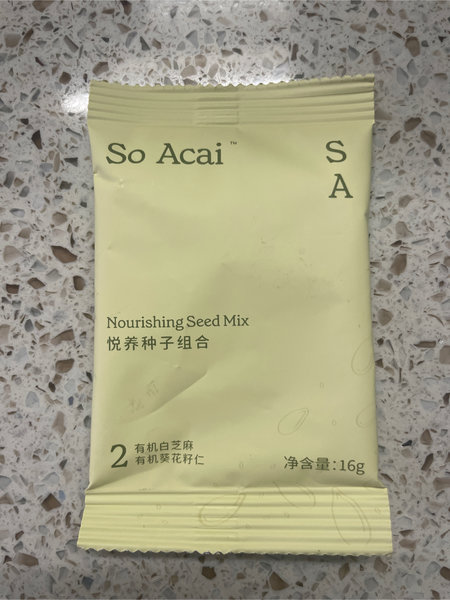 So Acai™
S
A
Nourishing Seed Mix
悦养种子组合
2
有机白芝麻
有机葵花籽仁
净含量:16g